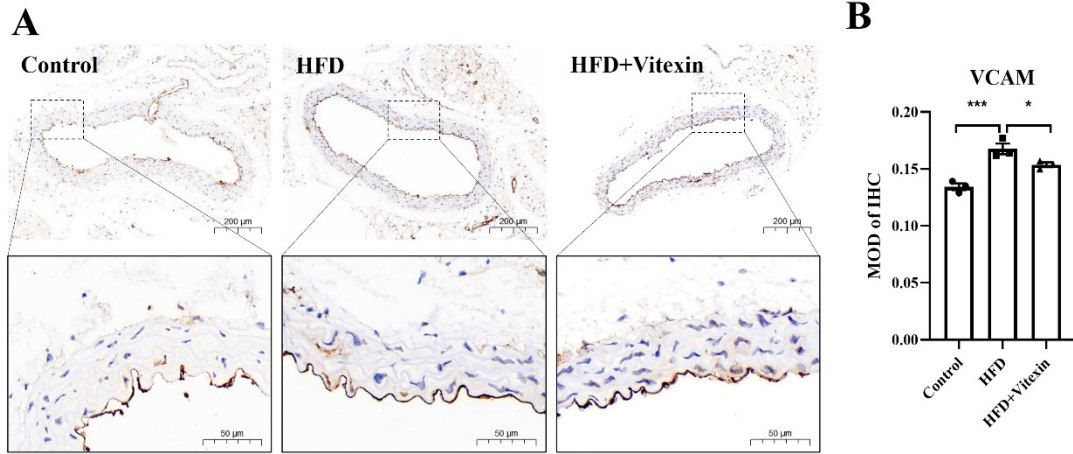 A
Control
HFD
HFD+Vitexin
200 μm
200 μm
200 μm
50 μm
50 μm
50 μm
B
VCAM
*** *
0.20
0.15
0.10
0.05
0.00
MOD of IHC
Control
HFD
HFD+Vitexin